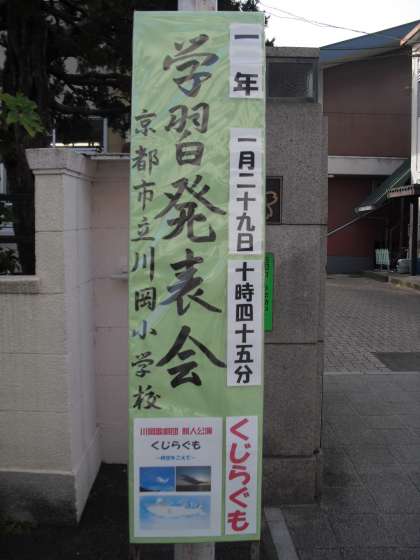 一年
一月二十九日
十時四十五分
くじらぐも
学習発表会
京都市立川岡小学校
くじらぐも